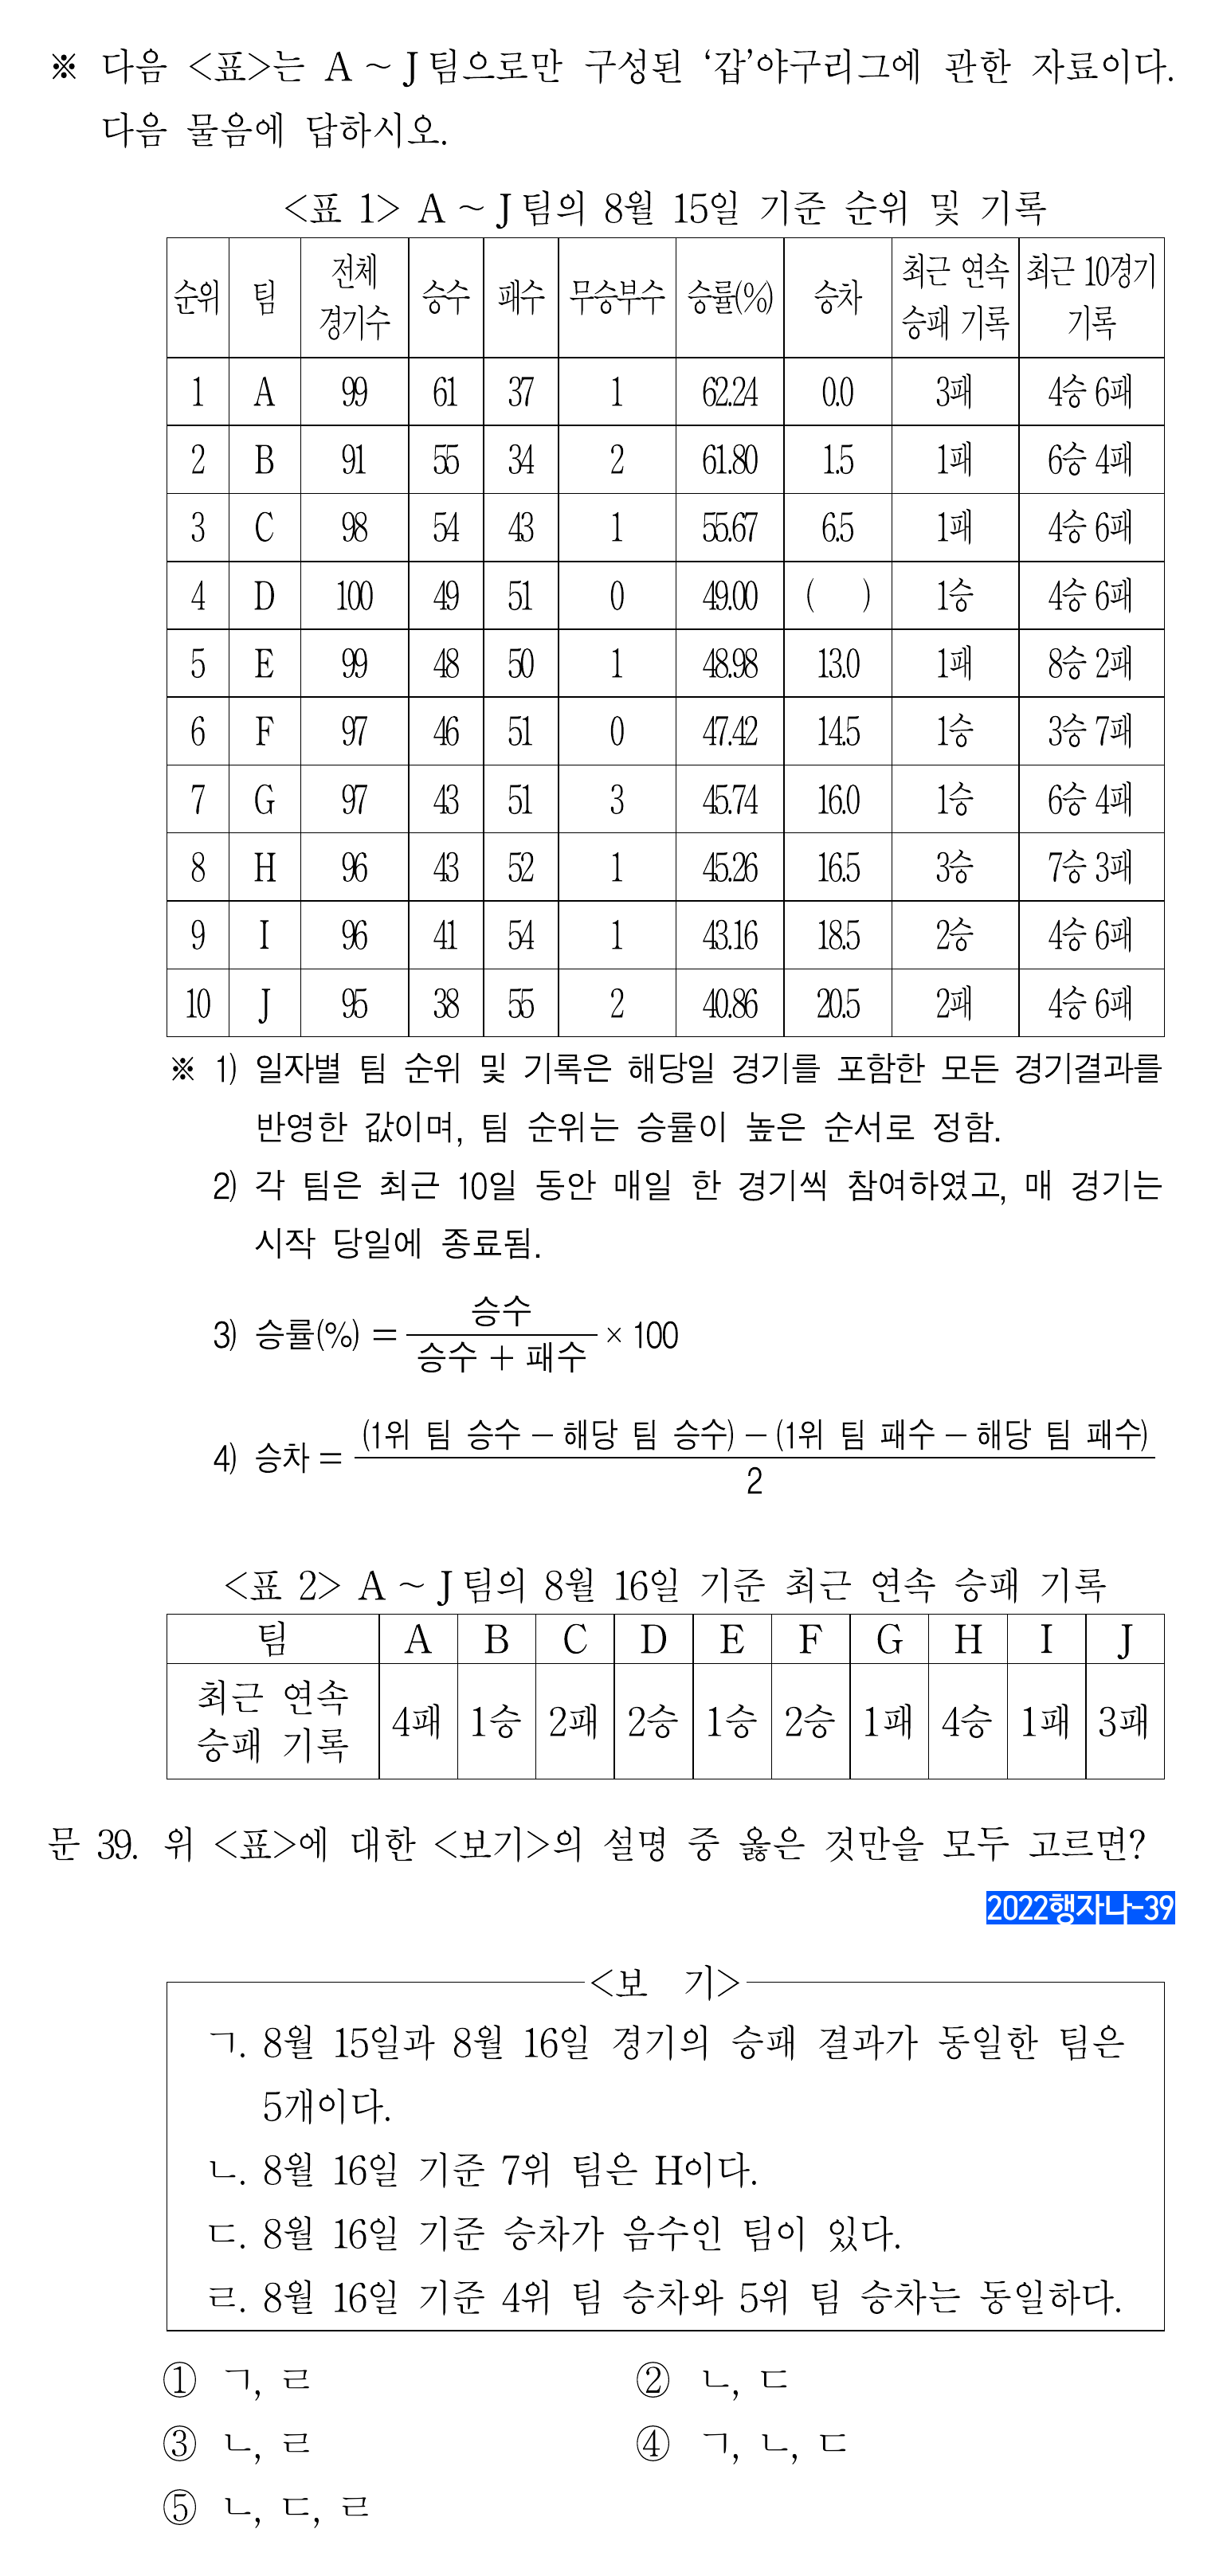 ※ 다음 <표>는 A ~ J팀으로만 구성된 ‘갑’야구리그에 관한 자료이다.
다음 물음에 답하시오.
<표 1> A ~ J팀의 8월 15일 기준 순위 및 기록
순위 팀 전체 경기수 승수 패수 무승부수 승률(%) 승차 최근 연속 승패 기록 최근 10경기 기록
1 A 99 61 37 1 62.24 0.0 3패 4승 6패
2 B 91 55 34 2 61.80 1.5 1패 6승 4패
3 C 98 54 43 1 55.67 6.5 1패 4승 6패
4 D 100 49 51 0 49.00 ( ) 1승 4승 6패
5 E 99 48 50 1 48.98 13.0 1패 8승 2패
6 F 97 46 51 0 47.42 14.5 1승 3승 7패
7 G 97 43 51 3 45.74 16.0 1승 6승 4패
8 H 96 43 52 1 45.26 16.5 3승 7승 3패
9 I 96 41 54 1 43.16 18.5 2승 4승 6패
10 J 95 38 55 2 40.86 20.5 2패 4승 6패
※ 1) 일자별 팀 순위 및 기록은 해당일 경기를 포함한 모든 경기결과를
반영한 값이며, 팀 순위는 승률이 높은 순서로 정함.
2) 각 팀은 최근 10일 동안 매일 한 경기씩 참여하였고, 매 경기는
시작 당일에 종료됨.
3) 승률(%) = 승수 / 승수 + 패수 × 100
4) 승차 = (1위 팀 승수 − 해당 팀 승수) − (1위 팀 패수 − 해당 팀 패수) / 2
<표 2> A ~ J팀의 8월 16일 기준 최근 연속 승패 기록
팀 A B C D E F G H I J
최근 연속 승패 기록 4패 1승 2패 2승 1승 2승 1패 4승 1패 3패
문 39. 위 <표>에 대한 <보기>의 설명 중 옳은 것만을 모두 고르면?
2022행자나-39
<보 기>
ㄱ. 8월 15일과 8월 16일 경기의 승패 결과가 동일한 팀은
5개이다.
ㄴ. 8월 16일 기준 7위 팀은 H이다.
ㄷ. 8월 16일 기준 승차가 음수인 팀이 있다.
ㄹ. 8월 16일 기준 4위 팀 승차와 5위 팀 승차는 동일하다.
① ㄱ, ㄹ ② ㄴ, ㄷ
③ ㄴ, ㄹ ④ ㄱ, ㄴ, ㄷ
⑤ ㄴ, ㄷ, ㄹ